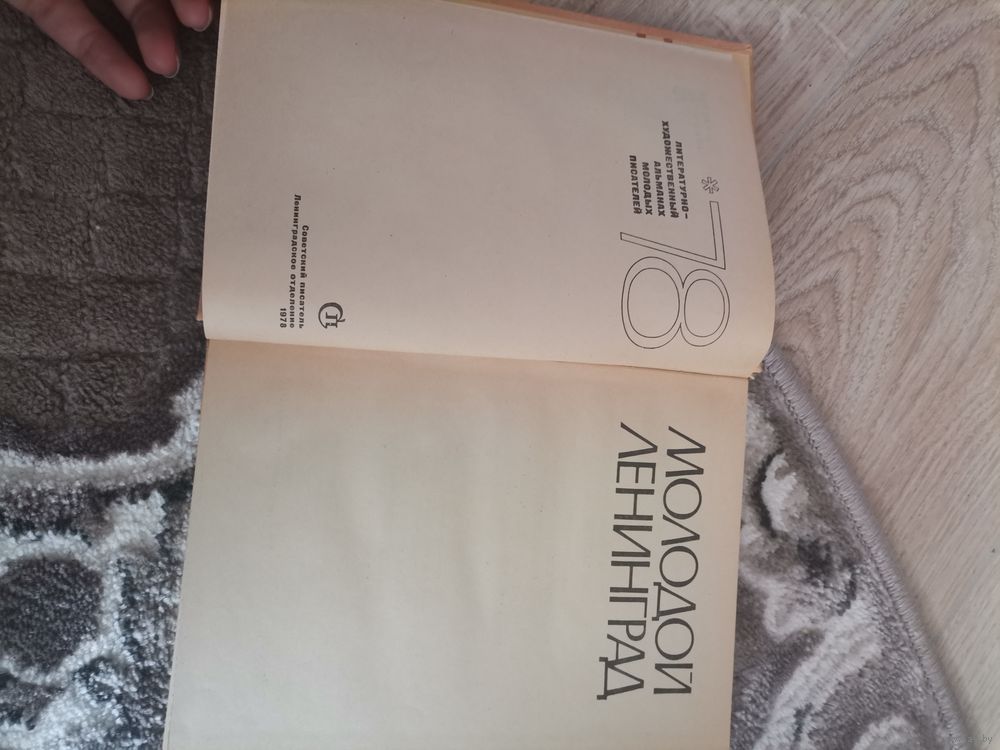 ЛИТЕРАТУРНО-
ХУДОЖЕСТВЕННЫЙ
АЛЬМАНАХ
МОЛОДЫХ
ПИСАТЕЛЕЙ
*78
Советский писатель
Ленинградское отделение
1978
МОЛОДОЙ
ЛЕНИНГРАД